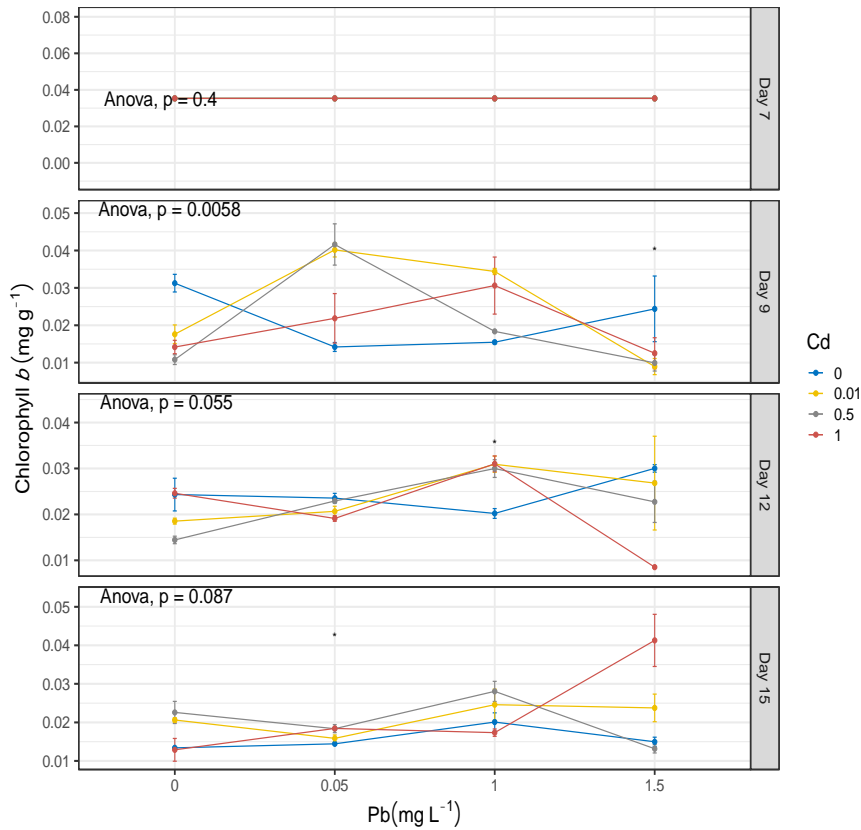 0.08
0.06
0.04
0.02
0.00
Anova, p = 0.4
Day 7
0.05
0.04
0.03
0.02
0.01
Anova, p = 0.0058
*
Day 9
0.04
0.03
0.02
0.01
Anova, p = 0.055
*
Day 12
0.05
0.04
0.03
0.02
0.01
Anova, p = 0.087
*
Day 15
0 0.05 1 1.5
Pb(mg L⁻¹)
Chlorophyll b (mg g⁻¹)
Cd
0
0.01
0.5
1